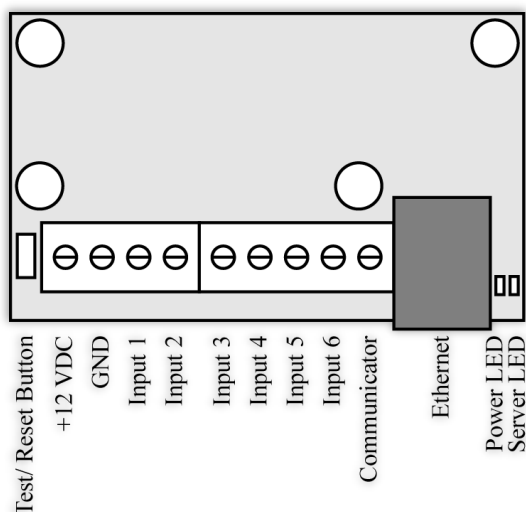 Test/ Reset Button
+12 VDC
GND
Input 1
Input 2
Input 3
Input 4
Input 5
Input 6
Communicator
Ethernet
Power LED
Server LED